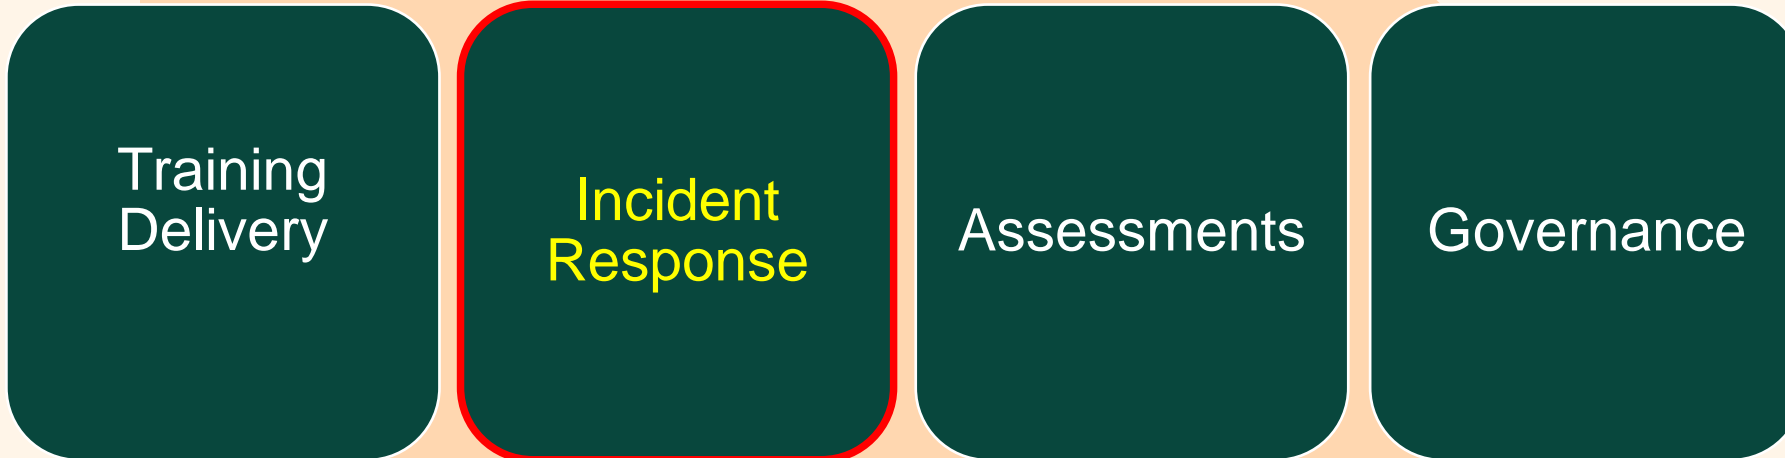 Training
Delivery
Incident
Response
Assessments
Governance